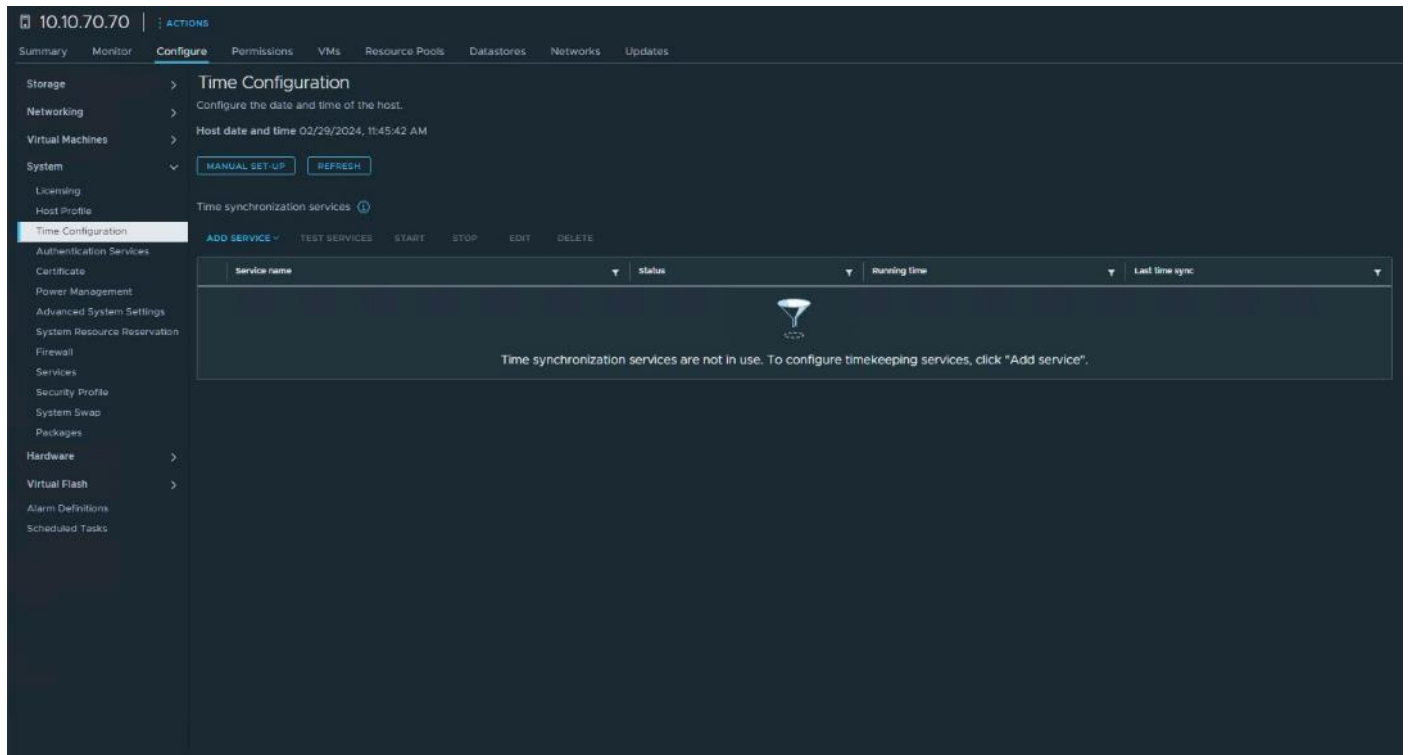 10.10.70.70 | ACTIONS
Summary Monitor Configure Permissions VMs Resource Pools Datastores Networks Updates
Storage
Networking
Virtual Machines
System
Licensing
Host Profile
Time Configuration
Authentication Services
Certificate
Power Management
Advanced System Settings
System Resource Reservation
Firewall
Services
Security Profile
System Swap
Packages
Hardware
Virtual Flash
Alarm Definitions
Scheduled Tasks
Time Configuration
Configure the date and time of the host.
Host date and time 02/29/2024, 11:45:42 AM
MANUAL SET-UP REFRESH
Time synchronization services
ADD SERVICE TEST SERVICES START STOP EDIT DELETE
Service name Status Running time Last time sync
Time synchronization services are not in use. To configure timekeeping services, click "Add service".